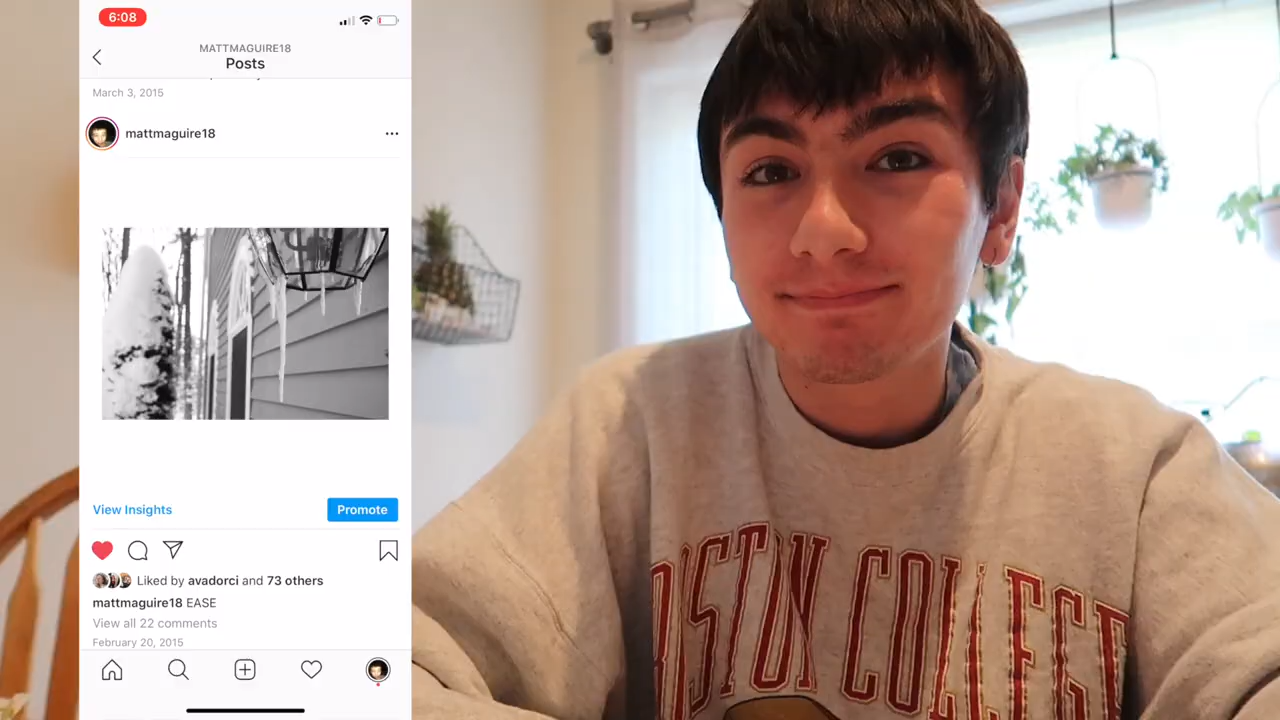 6:08
MATTMAGUIRE18
Posts
March 3, 2015
mattmaguire18
View Insights
Promote
Liked by avadorci and 73 others
mattmaguire18 EASE
View all 22 comments
February 20, 2015
BOSTON COLLEGE